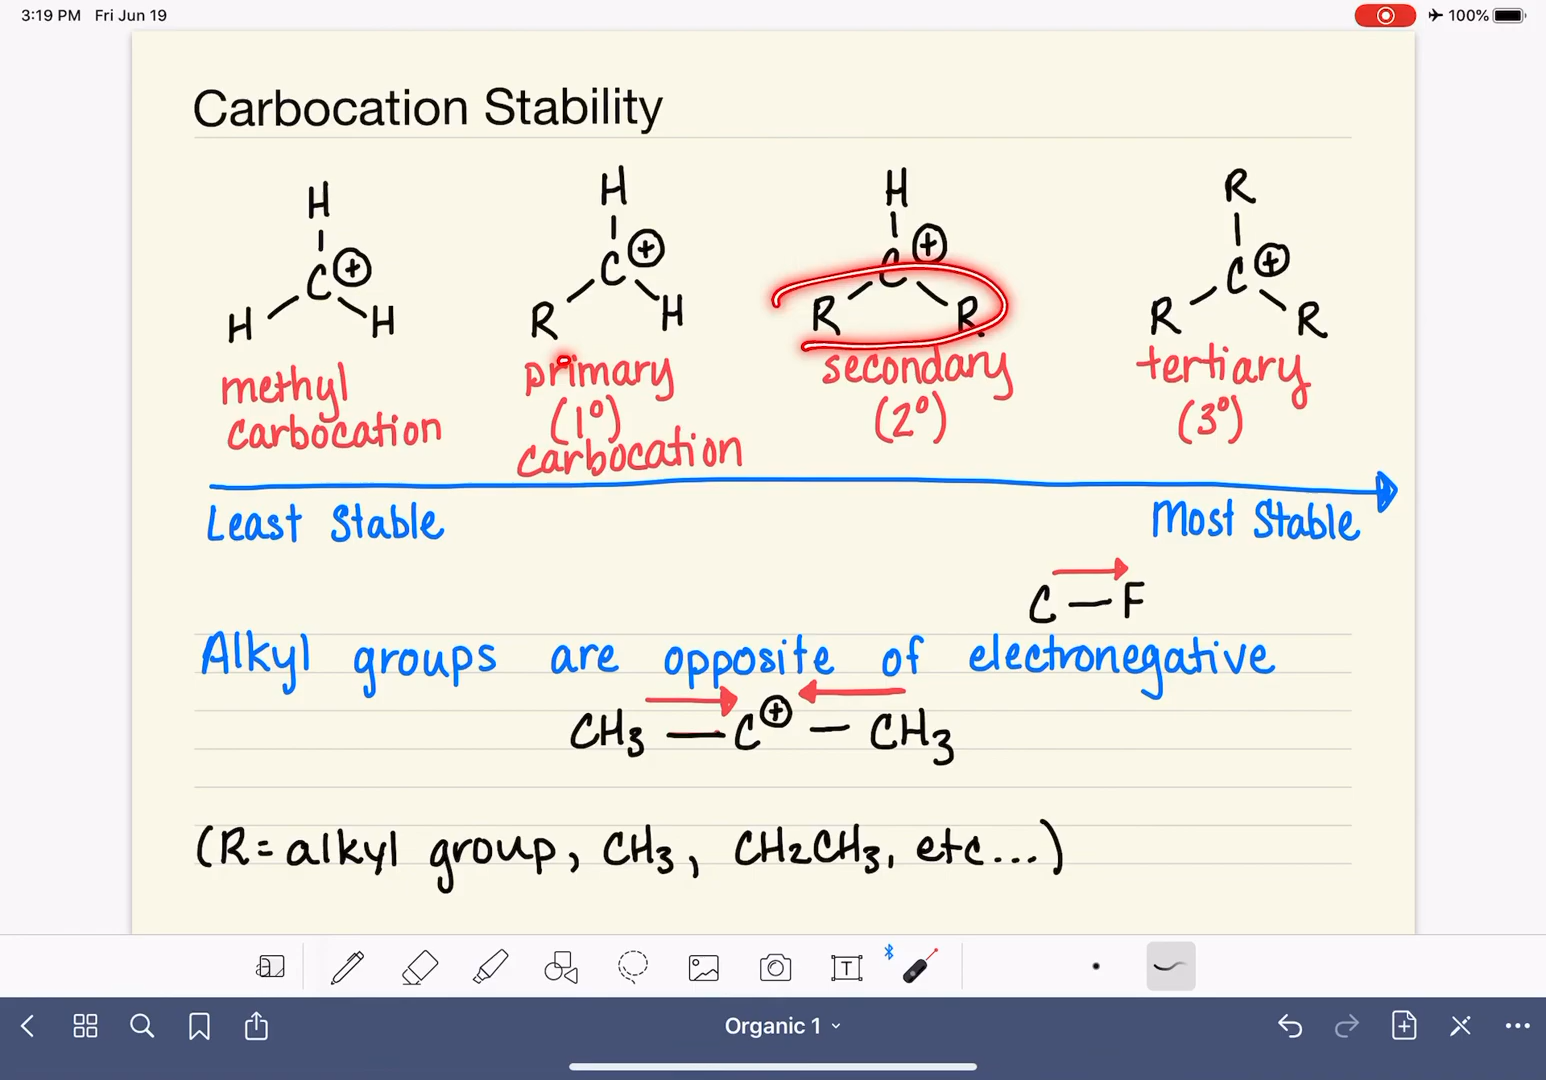 3:19 PM Fri Jun 19
100%
Carbocation Stability
H
C +
H H
methyl
carbocation
H
C +
R H
primary
(1°)
carbocation
H
C +
R R
secondary
(2°)
R
C +
R R
tertiary
(3°)
Least Stable
Most Stable
C — F
Alkyl groups are opposite of electronegative
CH₃ — C⊕ — CH₃
(R = alkyl group, CH₃, CH₂CH₃, etc...)
T
Organic 1